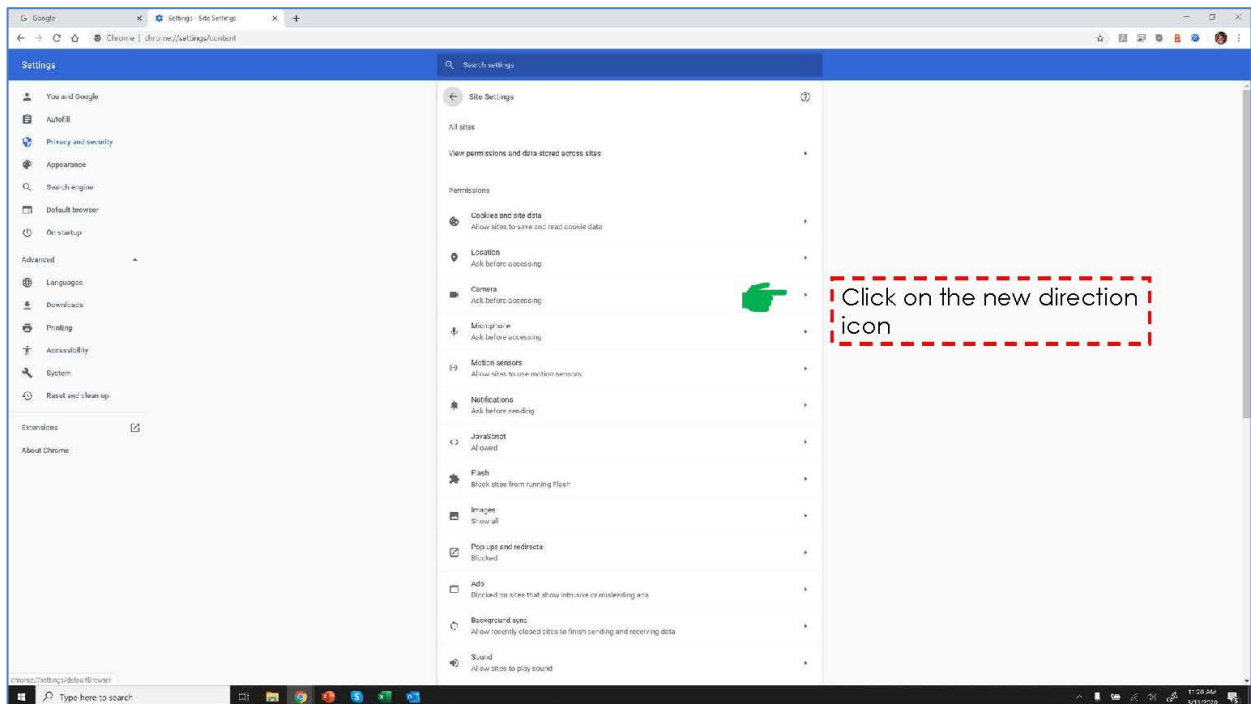 Google
Settings - Site Settings
Chrome | chrome://settings/content
Settings
Search settings
You and Google
Autofill
Privacy and security
Appearance
Search engine
Default browser
On startup
Advanced
Languages
Downloads
Printing
Accessibility
System
Reset and clean up
Extensions
About Chrome
Site Settings
All sites
View permissions and data stored across sites
Permissions
Cookies and site data
Allow sites to save and read cookie data
Location
Ask before accessing
Camera
Ask before accessing
Microphone
Ask before accessing
Motion sensors
Allow sites to use motion sensors
Notifications
Ask before sending
JavaScript
Allowed
Flash
Block sites from running Flash
Images
Show all
Pop-ups and redirects
Blocked
Ads
Blocked on sites that show intrusive or misleading ads
Background sync
Allow recently closed sites to finish sending and receiving data
Sound
Allow sites to play sound
Click on the new direction
icon
chrome://settings/defaultBrowser
Type here to search
11:20 AM
3/13/2020